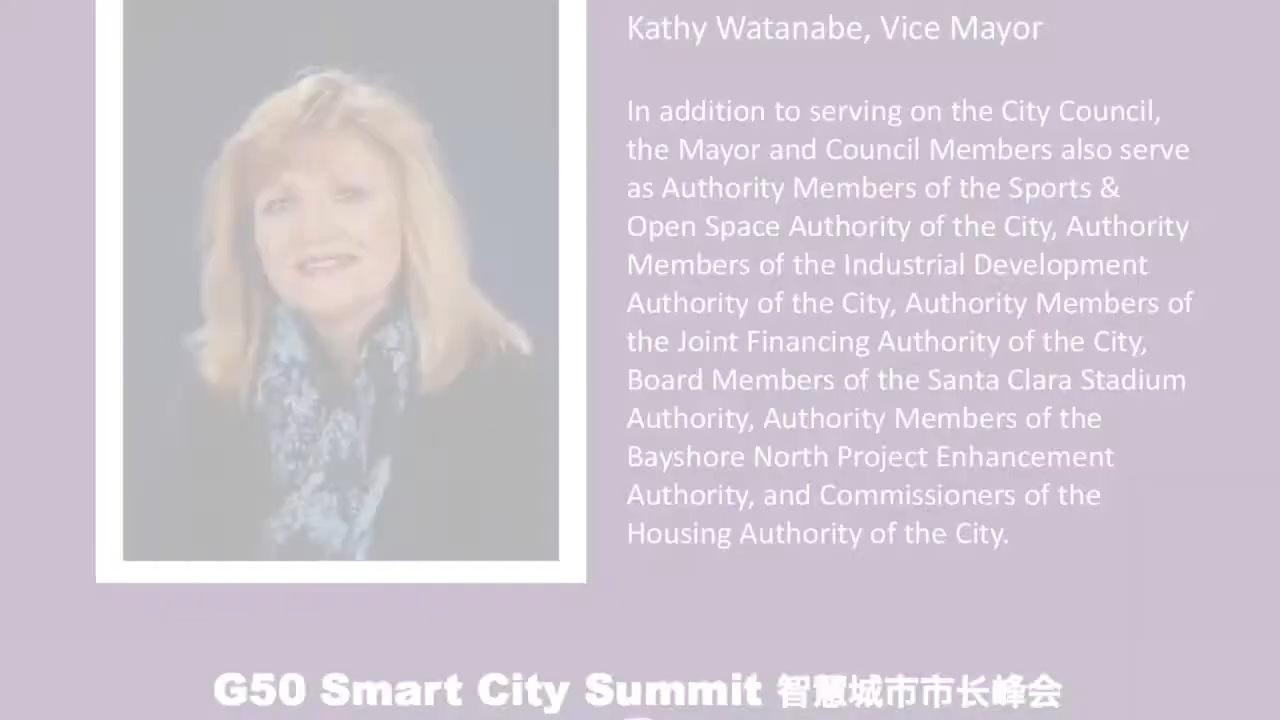 Kathy Watanabe, Vice Mayor
In addition to serving on the City Council,
the Mayor and Council Members also serve
as Authority Members of the Sports &
Open Space Authority of the City, Authority
Members of the Industrial Development
Authority of the City, Authority Members of
the Joint Financing Authority of the City,
Board Members of the Santa Clara Stadium
Authority, Authority Members of the
Bayshore North Project Enhancement
Authority, and Commissioners of the
Housing Authority of the City.
G50 Smart City Summit 智慧城市市长峰会